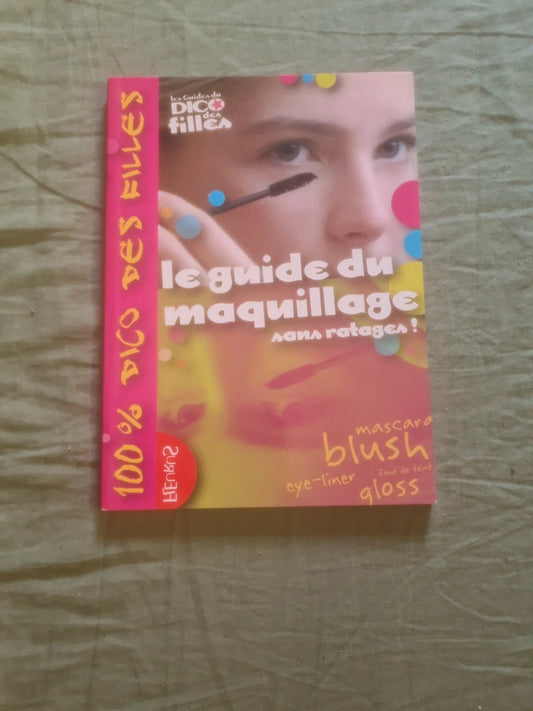 100% DICO DES FILLES
les Guides du
DICO
des
filles
le guide du
maquillage
sans ratages !
mascara
blush
fond de teint
eye-liner
gloss
FLEURUS